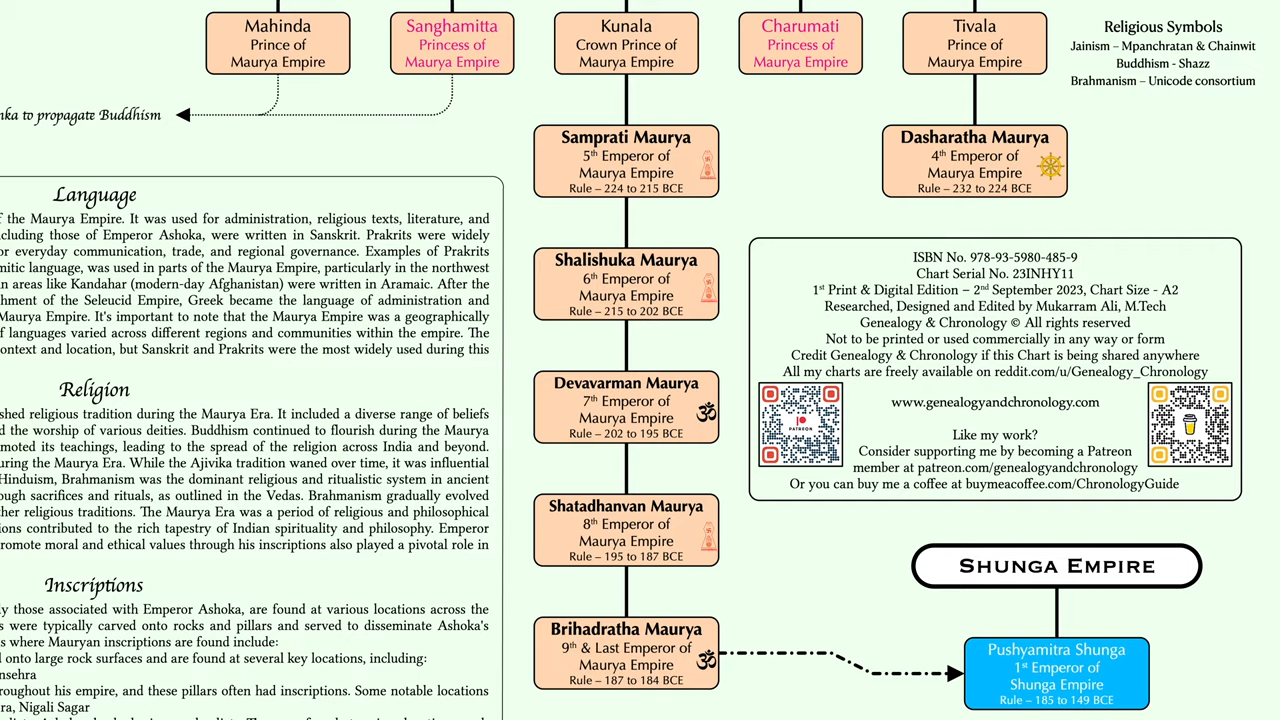 Mahinda
Prince of
Maurya Empire
Sanghamitta
Princess of
Maurya Empire
Kunala
Crown Prince of
Maurya Empire
Charumati
Princess of
Maurya Empire
Tivala
Prince of
Maurya Empire
Religious Symbols
Jainism – Mpanchratan & Chainwit
Buddhism - Shazz
Brahmanism – Unicode consortium
nka to propagate Buddhism
Samprati Maurya
5th Emperor of
Maurya Empire
Rule – 224 to 215 BCE
Dasharatha Maurya
4th Emperor of
Maurya Empire
Rule – 232 to 224 BCE
Language
f the Maurya Empire. It was used for administration, religious texts, literature, and
cluding those of Emperor Ashoka, were written in Sanskrit. Prakrits were widely
or everyday communication, trade, and regional governance. Examples of Prakrits
mitic language, was used in parts of the Maurya Empire, particularly in the northwest
n areas like Kandahar (modern-day Afghanistan) were written in Aramaic. After the
hment of the Seleucid Empire, Greek became the language of administration and
Maurya Empire. It's important to note that the Maurya Empire was a geographically
f languages varied across different regions and communities within the empire. The
ontext and location, but Sanskrit and Prakrits were the most widely used during this
Shalishuka Maurya
6th Emperor of
Maurya Empire
Rule – 215 to 202 BCE
ISBN No. 978-93-5980-485-9
Chart Serial No. 23INHY11
1st Print & Digital Edition – 2nd September 2023, Chart Size - A2
Researched, Designed and Edited by Mukarram Ali, M.Tech
Genealogy & Chronology © All rights reserved
Not to be printed or used commercially in any way or form
Credit Genealogy & Chronology if this Chart is being shared anywhere
All my charts are freely available on reddit.com/u/Genealogy_Chronology
PATREON
www.genealogyandchronology.com
Like my work?
Consider supporting me by becoming a Patreon
member at patreon.com/genealogyandchronology
Or you can buy me a coffee at buymeacoffee.com/ChronologyGuide
Religion
shed religious tradition during the Maurya Era. It included a diverse range of beliefs
d the worship of various deities. Buddhism continued to flourish during the Maurya
moted its teachings, leading to the spread of the religion across India and beyond.
uring the Maurya Era. While the Ajivika tradition waned over time, it was influential
Hinduism, Brahmanism was the dominant religious and ritualistic system in ancient
ough sacrifices and rituals, as outlined in the Vedas. Brahmanism gradually evolved
ther religious traditions. The Maurya Era was a period of religious and philosophical
ions contributed to the rich tapestry of Indian spirituality and philosophy. Emperor
romote moral and ethical values through his inscriptions also played a pivotal role in
Devavarman Maurya
7th Emperor of
Maurya Empire
Rule – 202 to 195 BCE
ॐ
Shatadhanvan Maurya
8th Emperor of
Maurya Empire
Rule – 195 to 187 BCE
Inscriptions
ly those associated with Emperor Ashoka, are found at various locations across the
s were typically carved onto rocks and pillars and served to disseminate Ashoka's
s where Mauryan inscriptions are found include:
l onto large rock surfaces and are found at several key locations, including:
nsehra
roughout his empire, and these pillars often had inscriptions. Some notable locations
ra, Nigali Sagar
Brihadratha Maurya
9th & Last Emperor of
Maurya Empire
Rule – 187 to 184 BCE
ॐ
SHUNGA EMPIRE
Pushyamitra Shunga
1st Emperor of
Shunga Empire
Rule – 185 to 149 BCE